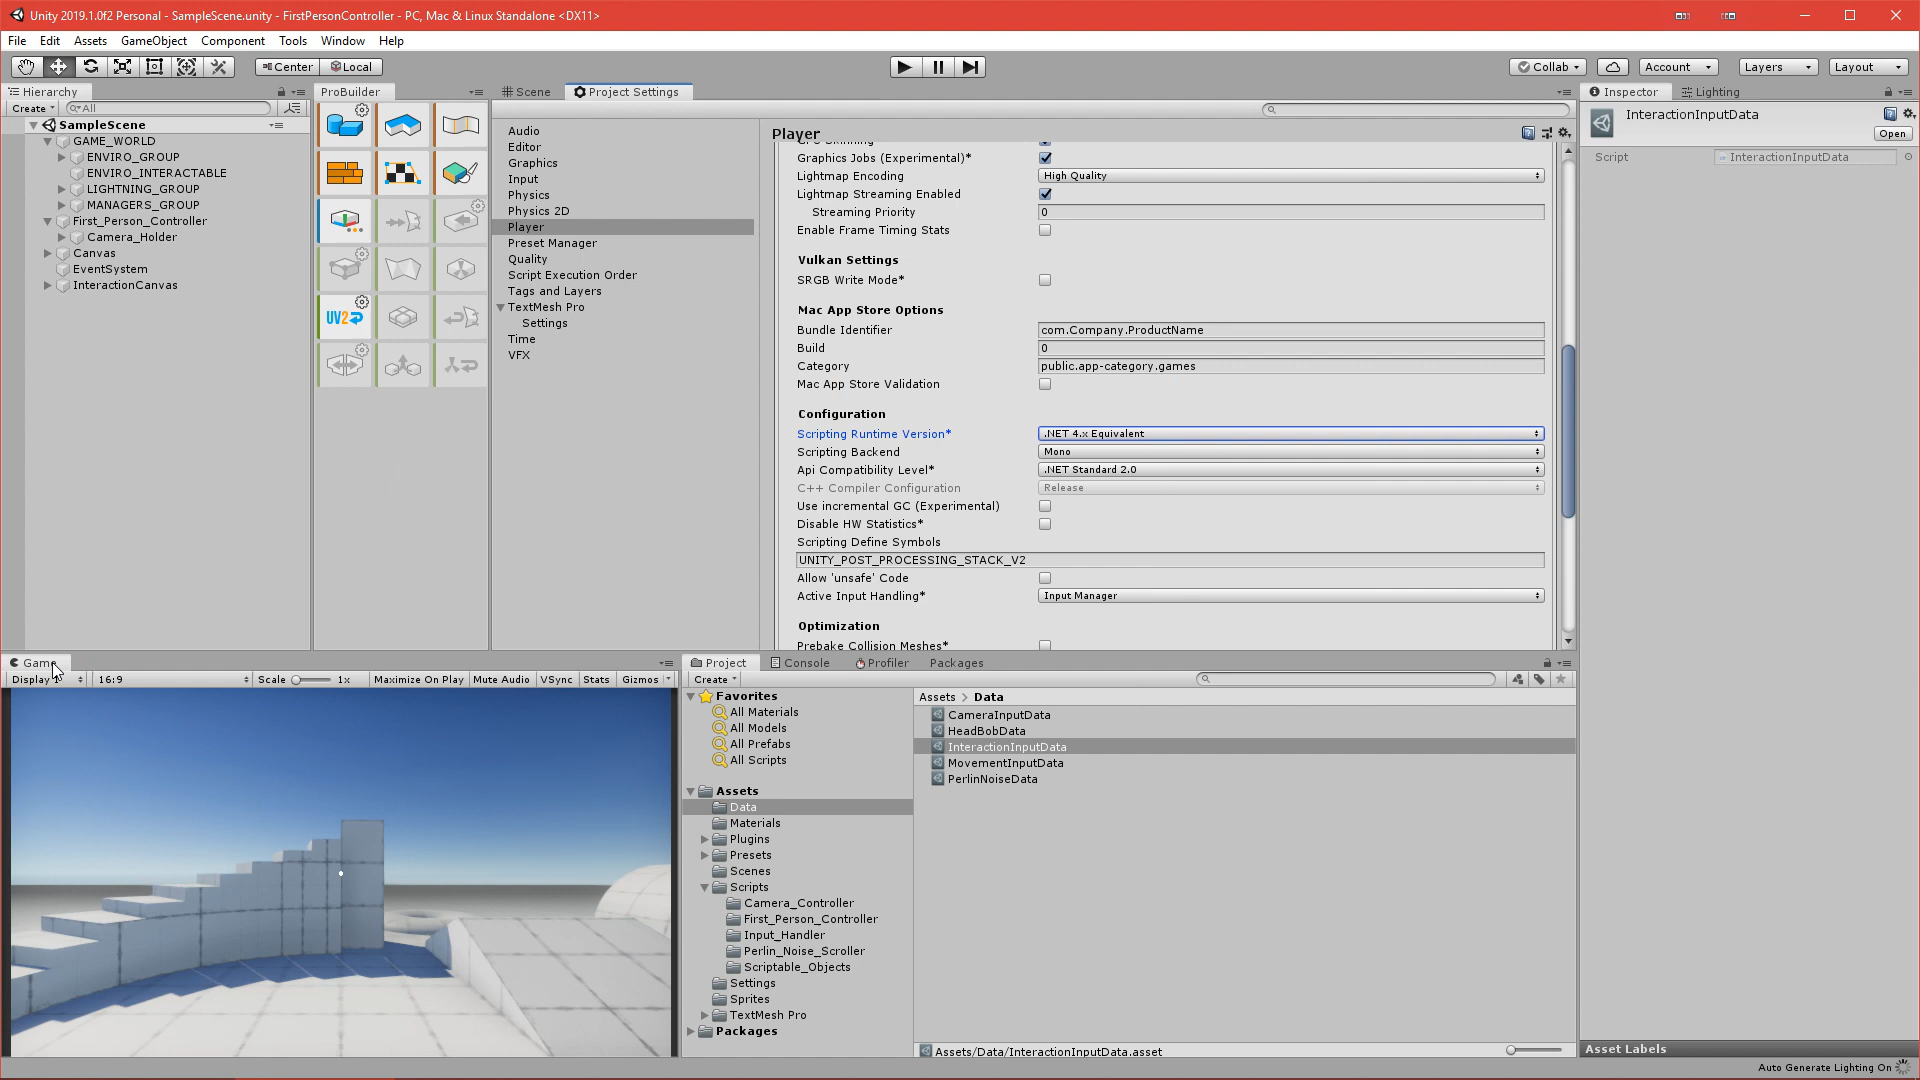 Unity 2019.1.0f2 Personal - SampleScene.unity - FirstPersonController - PC, Mac & Linux Standalone <DX11>
File Edit Assets GameObject Component Tools Window Help
Center Local Collab Account Layers Layout
Hierarchy
Create All
SampleScene
GAME_WORLD
ENVIRO_GROUP
ENVIRO_INTERACTABLE
LIGHTNING_GROUP
MANAGERS_GROUP
First_Person_Controller
Camera_Holder
Canvas
EventSystem
InteractionCanvas
ProBuilder
UV2
Scene Project Settings
Audio
Editor
Graphics
Input
Physics
Physics 2D
Player
Preset Manager
Quality
Script Execution Order
Tags and Layers
TextMesh Pro
Settings
Time
VFX
Player
Graphics Jobs (Experimental)*
Lightmap Encoding High Quality
Lightmap Streaming Enabled
Streaming Priority 0
Enable Frame Timing Stats
Vulkan Settings
SRGB Write Mode*
Mac App Store Options
Bundle Identifier com.Company.ProductName
Build 0
Category public.app-category.games
Mac App Store Validation
Configuration
Scripting Runtime Version* .NET 4.x Equivalent
Scripting Backend Mono
Api Compatibility Level* .NET Standard 2.0
C++ Compiler Configuration Release
Use incremental GC (Experimental)
Disable HW Statistics*
Scripting Define Symbols
UNITY_POST_PROCESSING_STACK_V2
Allow 'unsafe' Code
Active Input Handling* Input Manager
Optimization
Prebake Collision Meshes*
Inspector Lighting
InteractionInputData
Open
Script InteractionInputData
Asset Labels
Auto Generate Lighting On
Game
Display 16:9 Scale 1x Maximize On Play Mute Audio VSync Stats Gizmos
Project Console Profiler Packages
Create
Favorites
All Materials
All Models
All Prefabs
All Scripts
Assets
Data
Materials
Plugins
Presets
Scenes
Scripts
Camera_Controller
First_Person_Controller
Input_Handler
Perlin_Noise_Scroller
Scriptable_Objects
Settings
Sprites
TextMesh Pro
Packages
Assets > Data
CameraInputData
HeadBobData
InteractionInputData
MovementInputData
PerlinNoiseData
Assets/Data/InteractionInputData.asset